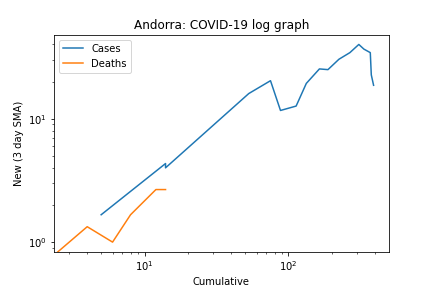 Andorra: COVID-19 log graph
Cases
Deaths
New (3 day SMA)
10¹
10⁰
10¹ 10²
Cumulative